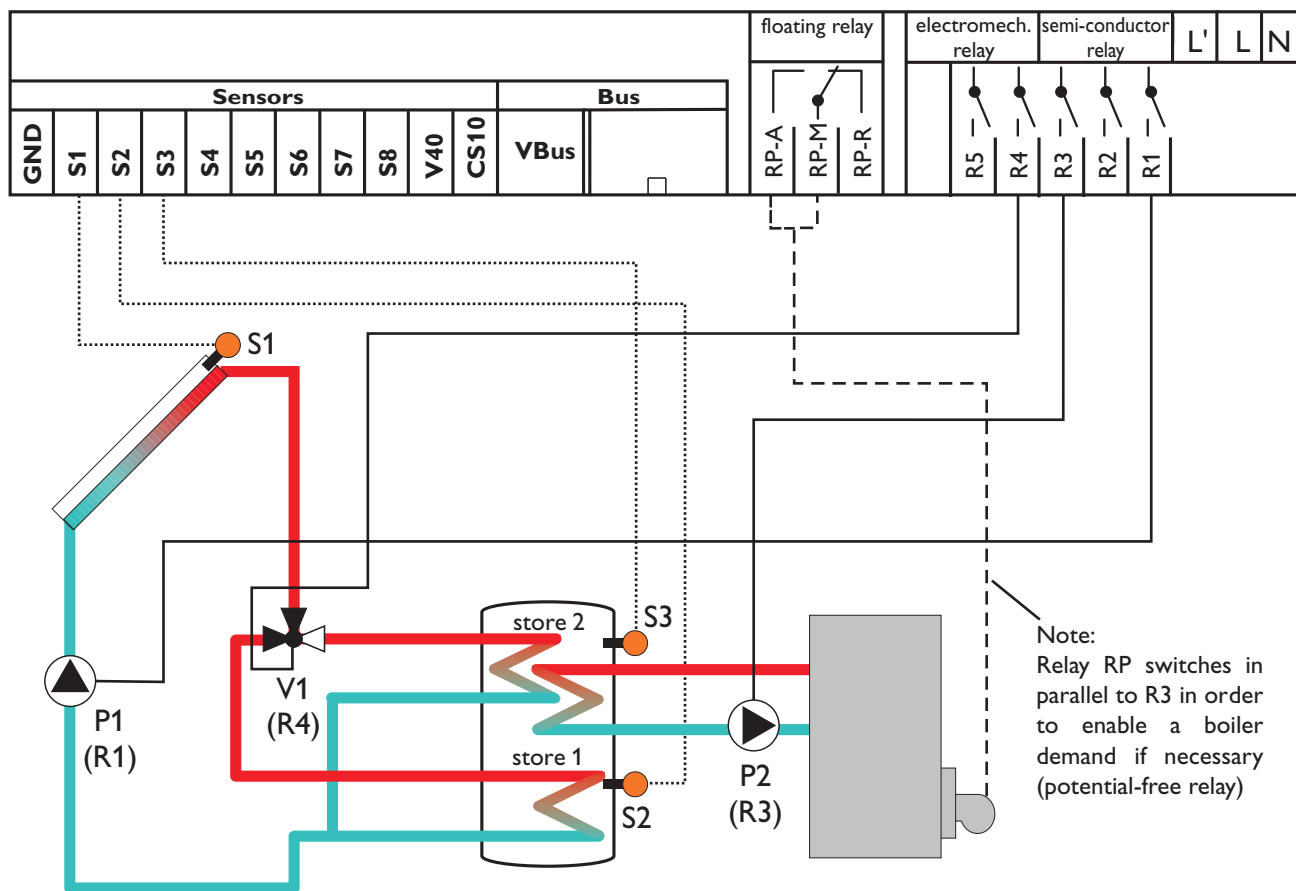 floating relay
electromech. relay
semi-conductor relay
L'
L
N
Sensors
Bus
GND
S1
S2
S3
S4
S5
S6
S7
S8
V40
CS10
VBus
RP-A
RP-M
RP-R
R5
R4
R3
R2
R1
S1
store 2
S3
V1
(R4)
P1
(R1)
store 1
S2
P2
(R3)
Note:
Relay RP switches in
parallel to R3 in order
to enable a boiler
demand if necessary
(potential-free relay)